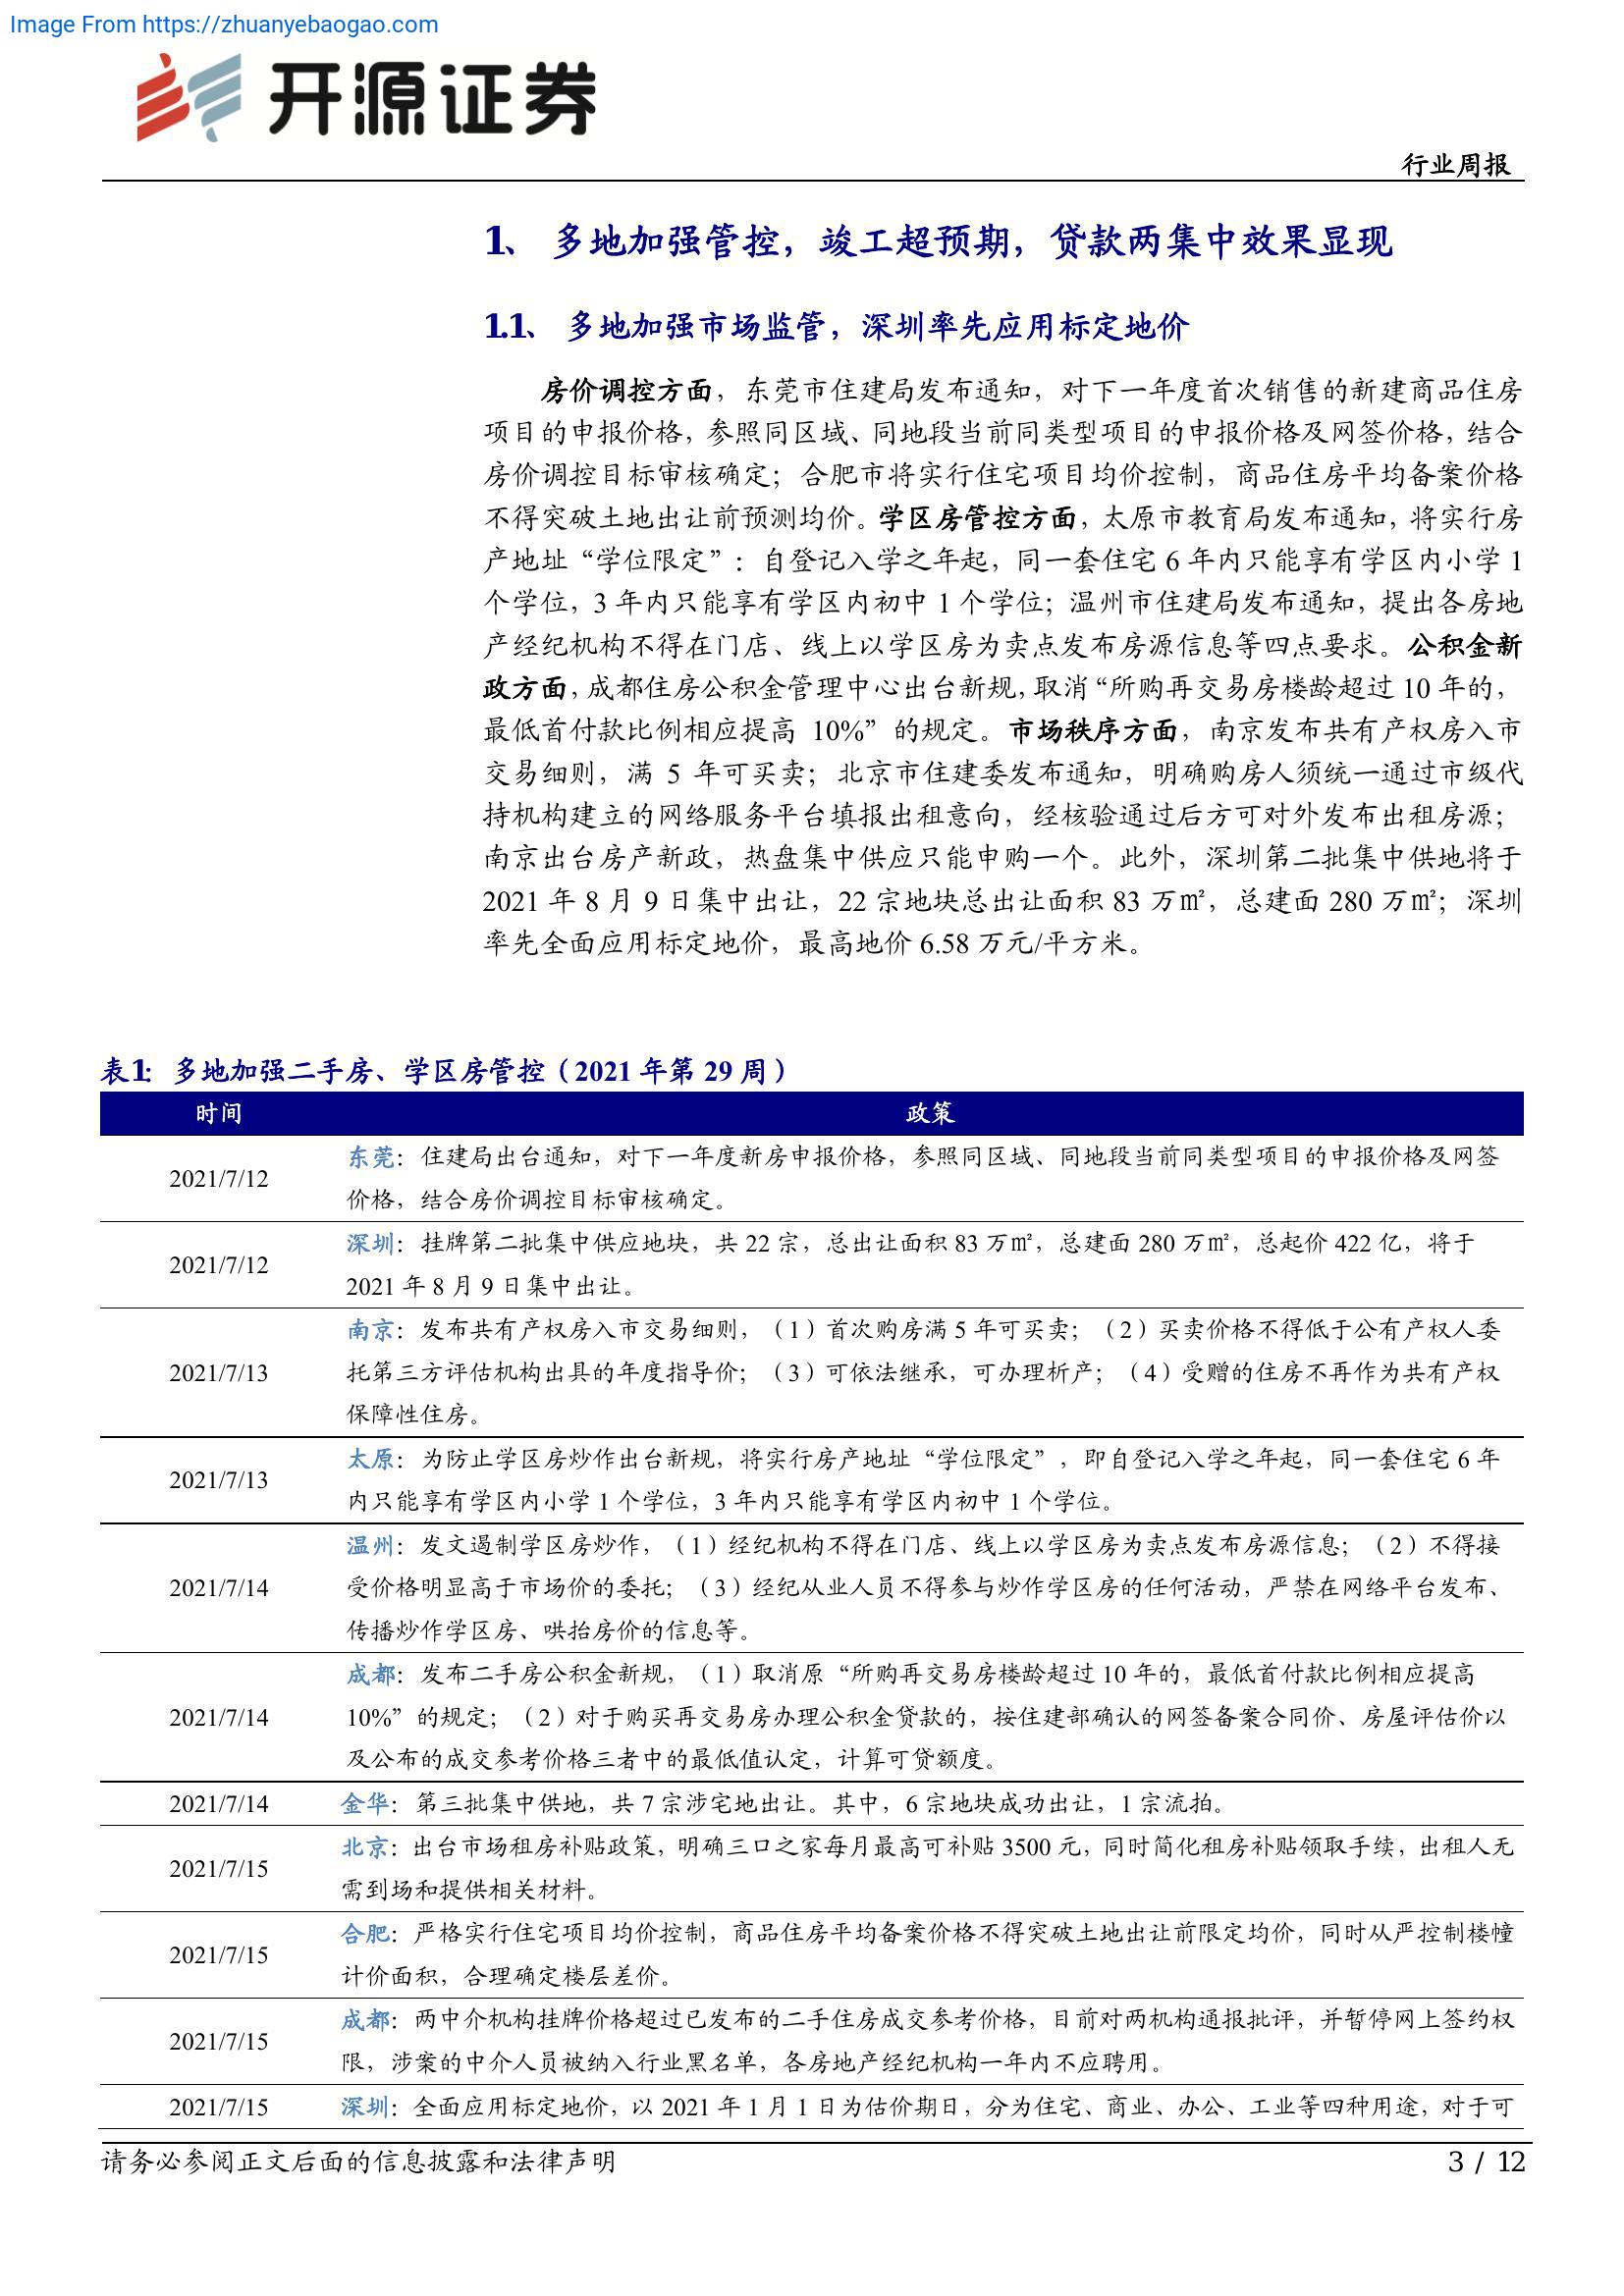 Image From https://zhuanyebaogao.com
开源证券
行业周报
1、 多地加强管控，竣工超预期，贷款两集中效果显现
1.1、 多地加强市场监管，深圳率先应用标定地价
房价调控方面，东莞市住建局发布通知，对下一年度首次销售的新建商品住房
项目的申报价格，参照同区域、同地段当前同类型项目的申报价格及网签价格，结合
房价调控目标审核确定；合肥市将实行住宅项目均价控制，商品住房平均备案价格
不得突破土地出让前预测均价。学区房管控方面，太原市教育局发布通知，将实行房
产地址“学位限定”：自登记入学之年起，同一套住宅 6 年内只能享有学区内小学 1
个学位，3 年内只能享有学区内初中 1 个学位；温州市住建局发布通知，提出各房地
产经纪机构不得在门店、线上以学区房为卖点发布房源信息等四点要求。公积金新
政方面，成都住房公积金管理中心出台新规，取消“所购再交易房楼龄超过 10 年的，
最低首付款比例相应提高 10%”的规定。市场秩序方面，南京发布共有产权房入市
交易细则，满 5 年可买卖；北京市住建委发布通知，明确购房人须统一通过市级代
持机构建立的网络服务平台填报出租意向，经核验通过后方可对外发布出租房源；
南京出台房产新政，热盘集中供应只能申购一个。此外，深圳第二批集中供地将于
2021 年 8 月 9 日集中出让，22 宗地块总出让面积 83 万㎡，总建面 280 万㎡；深圳
率先全面应用标定地价，最高地价 6.58 万元/平方米。
表1： 多地加强二手房、学区房管控（2021 年第 29 周）
时间 政策
2021/7/12 东莞：住建局出台通知，对下一年度新房申报价格，参照同区域、同地段当前同类型项目的申报价格及网签
价格，结合房价调控目标审核确定。
2021/7/12 深圳：挂牌第二批集中供应地块，共 22 宗，总出让面积 83 万㎡，总建面 280 万㎡，总起价 422 亿，将于
2021 年 8 月 9 日集中出让。
2021/7/13 南京：发布共有产权房入市交易细则，（1）首次购房满 5 年可买卖；（2）买卖价格不得低于公有产权人委
托第三方评估机构出具的年度指导价；（3）可依法继承，可办理析产；（4）受赠的住房不再作为共有产权
保障性住房。
2021/7/13 太原：为防止学区房炒作出台新规，将实行房产地址“学位限定”，即自登记入学之年起，同一套住宅 6 年
内只能享有学区内小学 1 个学位，3 年内只能享有学区内初中 1 个学位。
2021/7/14 温州：发文遏制学区房炒作，（1）经纪机构不得在门店、线上以学区房为卖点发布房源信息；（2）不得接
受价格明显高于市场价的委托；（3）经纪从业人员不得参与炒作学区房的任何活动，严禁在网络平台发布、
传播炒作学区房、哄抬房价的信息等。
2021/7/14 成都：发布二手房公积金新规，（1）取消原“所购再交易房楼龄超过 10 年的，最低首付款比例相应提高
10%”的规定；（2）对于购买再交易房办理公积金贷款的，按住建部确认的网签备案合同价、房屋评估价以
及公布的成交参考价格三者中的最低值认定，计算可贷额度。
2021/7/14 金华：第三批集中供地，共 7 宗涉宅地出让。其中，6 宗地块成功出让，1 宗流拍。
2021/7/15 北京：出台市场租房补贴政策，明确三口之家每月最高可补贴 3500 元，同时简化租房补贴领取手续，出租人无
需到场和提供相关材料。
2021/7/15 合肥：严格实行住宅项目均价控制，商品住房平均备案价格不得突破土地出让前限定均价，同时从严控制楼幢
计价面积，合理确定楼层差价。
2021/7/15 成都：两中介机构挂牌价格超过已发布的二手住房成交参考价格，目前对两机构通报批评，并暂停网上签约权
限，涉案的中介人员被纳入行业黑名单，各房地产经纪机构一年内不应聘用。
2021/7/15 深圳：全面应用标定地价，以 2021 年 1 月 1 日为估价期日，分为住宅、商业、办公、工业等四种用途，对于可
请务必参阅正文后面的信息披露和法律声明
3 / 12